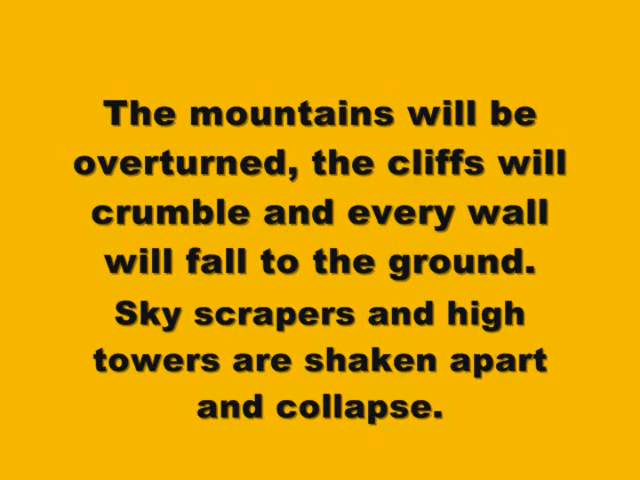 The mountains will be
overturned, the cliffs will
crumble and every wall
will fall to the ground.
Sky scrapers and high
towers are shaken apart
and collapse.